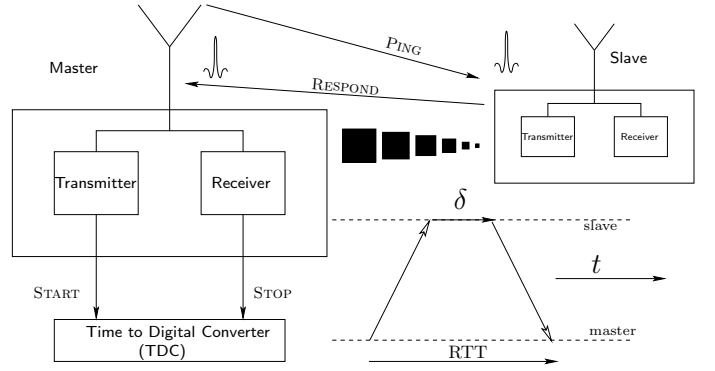 Master
PING
RESPOND
Slave
Transmitter
Receiver
Transmitter
Receiver
START
STOP
Time to Digital Converter
(TDC)
δ
slave
t
master
RTT